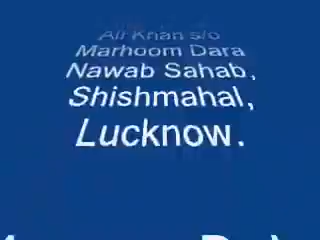 Ali Khan s/o
Marhoom Dara
Nawab Sahab,
Shishmahal,
Lucknow.